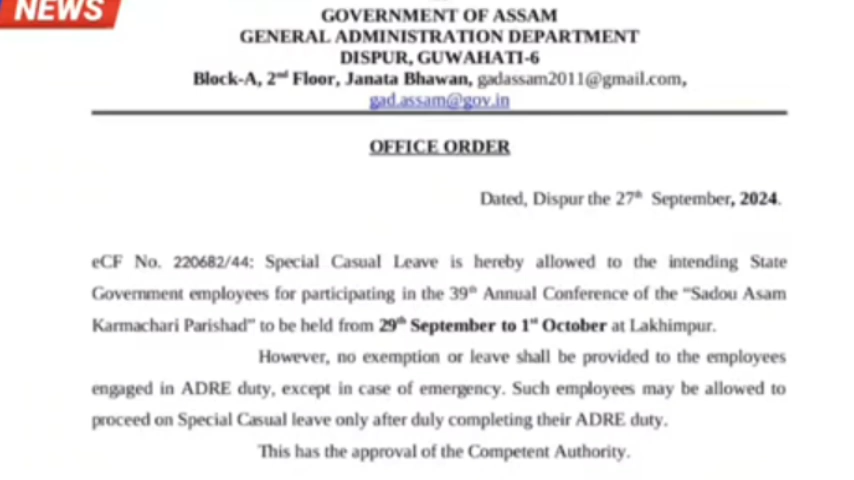 NEWS
GOVERNMENT OF ASSAM
GENERAL ADMINISTRATION DEPARTMENT
DISPUR, GUWAHATI-6
Block-A, 2nd Floor, Janata Bhawan, gadassam2011@gmail.com,
gad.assam@gov.in
OFFICE ORDER
Dated, Dispur the 27th September, 2024.
eCF No. 220682/44: Special Casual Leave is hereby allowed to the intending State
Government employees for participating in the 39th Annual Conference of the "Sadou Asam
Karmachari Parishad" to be held from 29th September to 1st October at Lakhimpur.
However, no exemption or leave shall be provided to the employees
engaged in ADRE duty, except in case of emergency. Such employees may be allowed to
proceed on Special Casual leave only after duly completing their ADRE duty.
This has the approval of the Competent Authority.